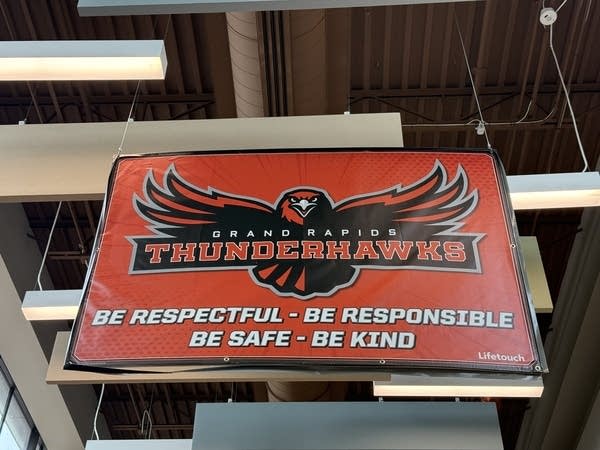 GRAND RAPIDS
THUNDERHAWKS
BE RESPECTFUL - BE RESPONSIBLE
BE SAFE - BE KIND
Lifetouch